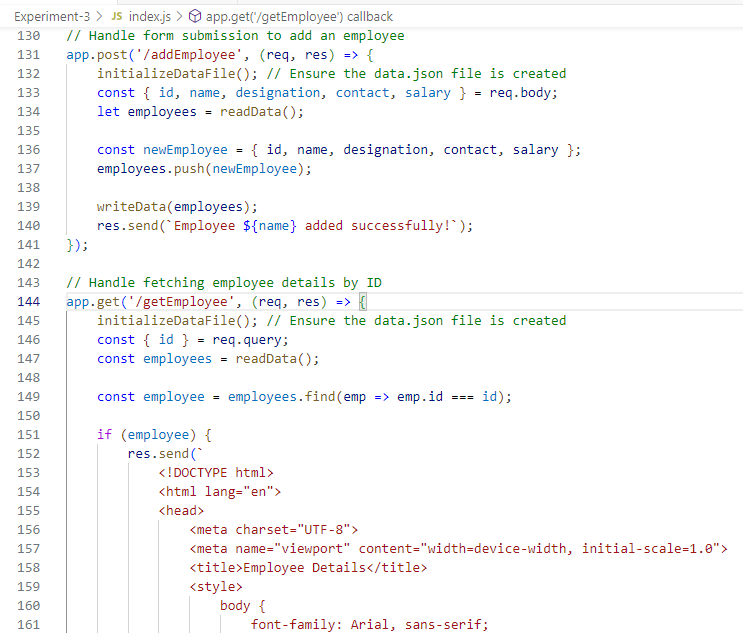 Experiment-3 > JS index.js > app.get('/getEmployee') callback
130 // Handle form submission to add an employee
131 app.post('/addEmployee', (req, res) => {
132 initializeDataFile(); // Ensure the data.json file is created
133 const { id, name, designation, contact, salary } = req.body;
134 let employees = readData();
135
136 const newEmployee = { id, name, designation, contact, salary };
137 employees.push(newEmployee);
138
139 writeData(employees);
140 res.send(`Employee ${name} added successfully!`);
141 });
142
143 // Handle fetching employee details by ID
144 app.get('/getEmployee', (req, res) => {
145 initializeDataFile(); // Ensure the data.json file is created
146 const { id } = req.query;
147 const employees = readData();
148
149 const employee = employees.find(emp => emp.id === id);
150
151 if (employee) {
152 res.send(`
153 <!DOCTYPE html>
154 <html lang="en">
155 <head>
156 <meta charset="UTF-8">
157 <meta name="viewport" content="width=device-width, initial-scale=1.0">
158 <title>Employee Details</title>
159 <style>
160 body {
161 font-family: Arial, sans-serif;